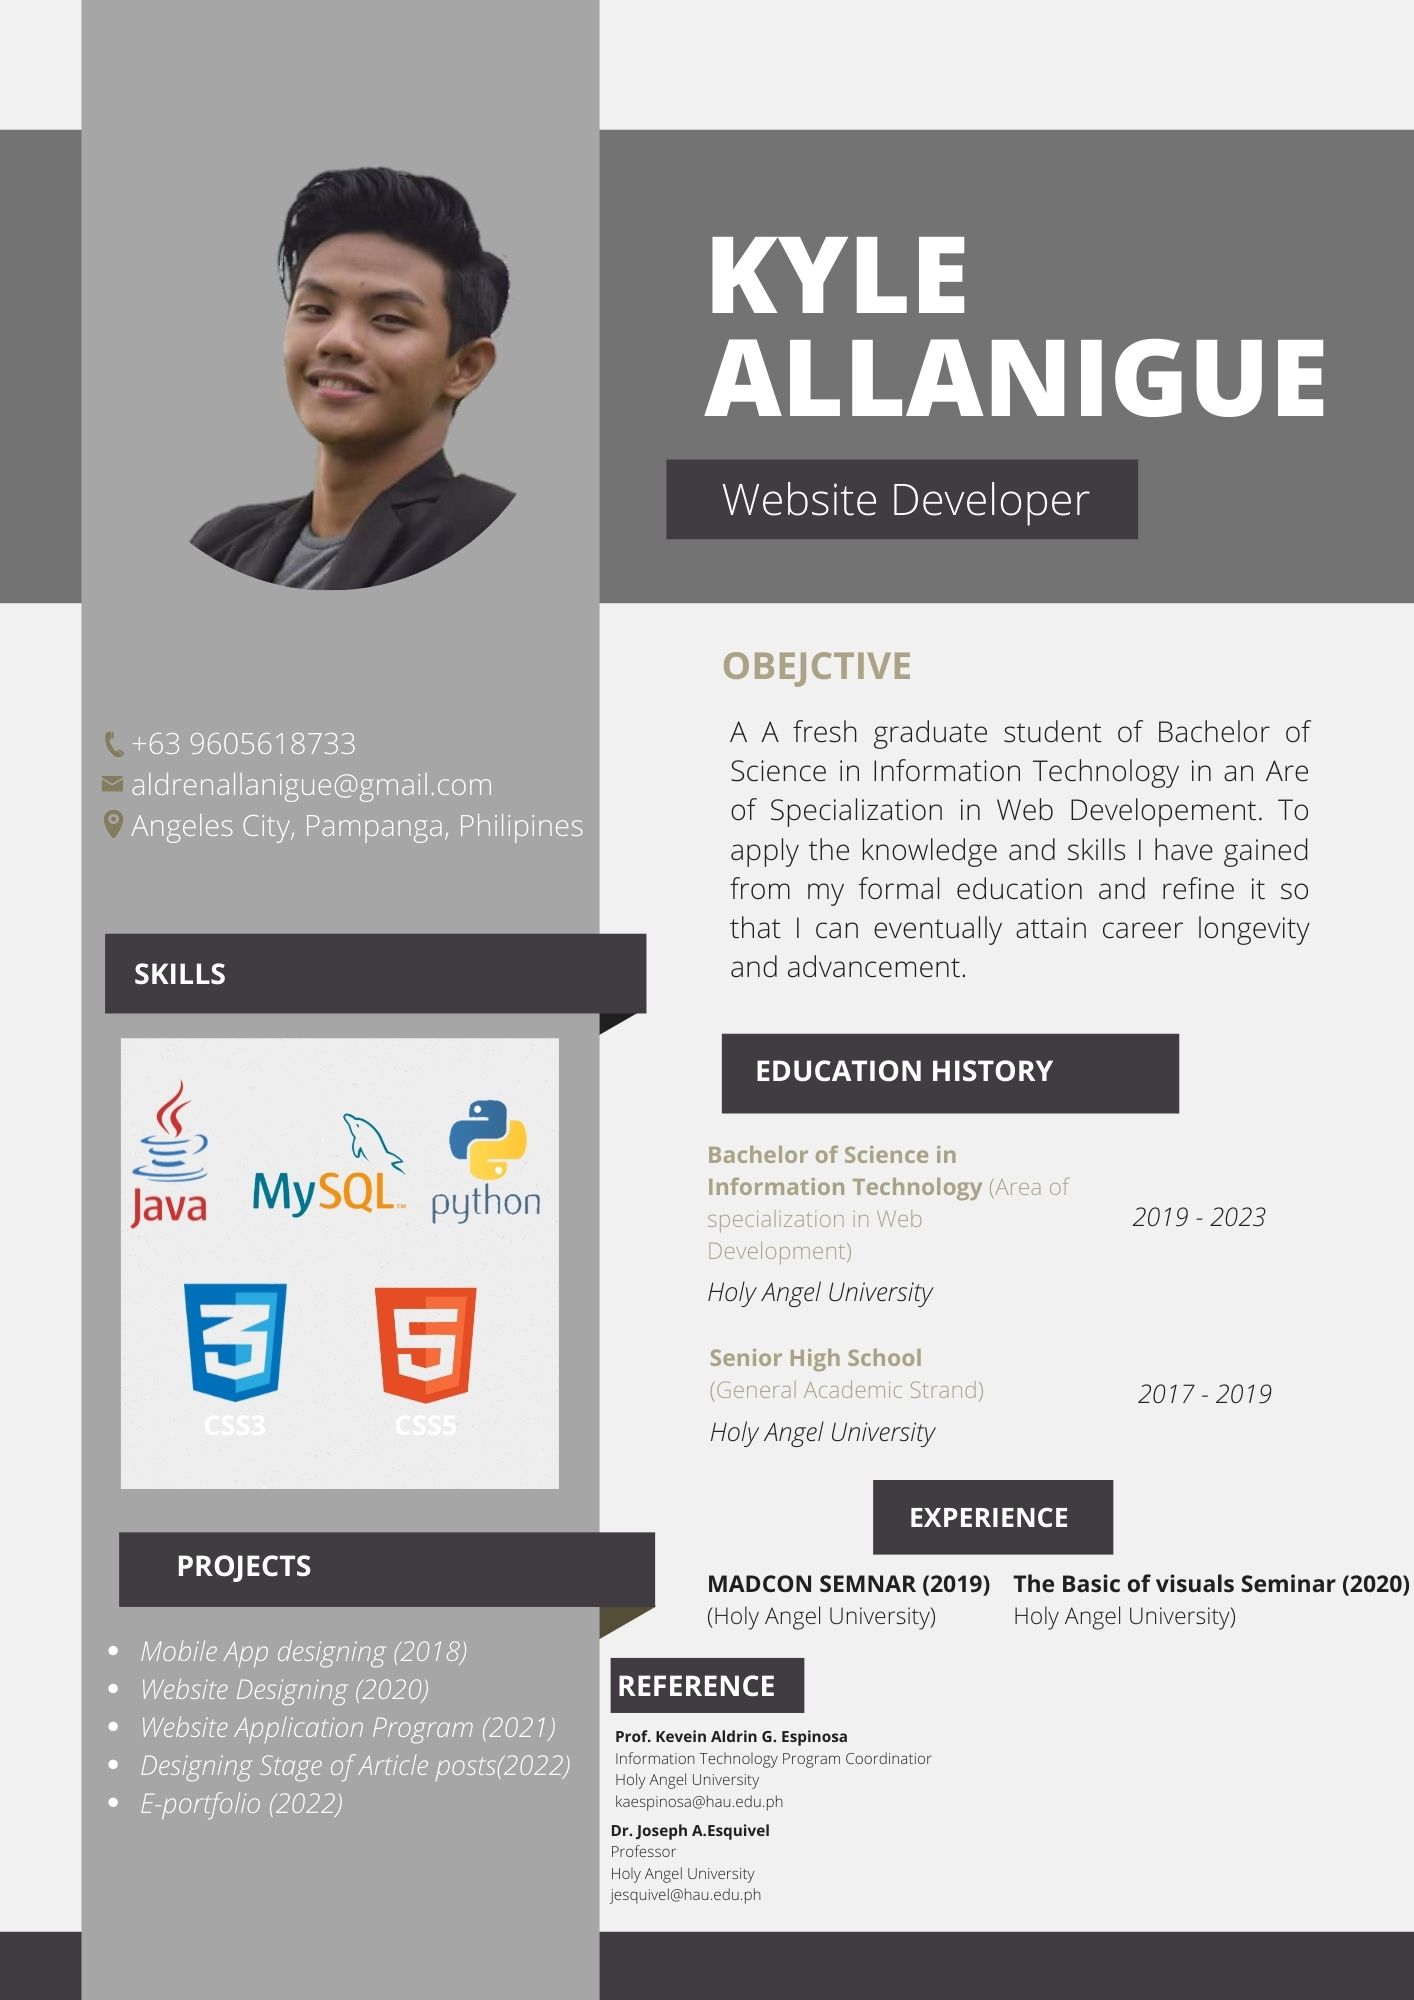 KYLE
ALLANIGUE
Website Developer
+63 9605618733
aldrenallanigue@gmail.com
Angeles City, Pampanga, Philipines
SKILLS
Java
MySQL™
python
3
5
CSS3
CSS5
PROJECTS
Mobile App designing (2018)
Website Designing (2020)
Website Application Program (2021)
Designing Stage of Article posts(2022)
E-portfolio (2022)
OBEJCTIVE
A A fresh graduate student of Bachelor of
Science in Information Technology in an Are
of Specialization in Web Developement. To
apply the knowledge and skills I have gained
from my formal education and refine it so
that I can eventually attain career longevity
and advancement.
EDUCATION HISTORY
Bachelor of Science in
Information Technology (Area of
specialization in Web
Development)
2019 - 2023
Holy Angel University
Senior High School
(General Academic Strand)
2017 - 2019
Holy Angel University
EXPERIENCE
MADCON SEMNAR (2019)
(Holy Angel University)
The Basic of visuals Seminar (2020)
Holy Angel University)
REFERENCE
Prof. Kevein Aldrin G. Espinosa
Information Technology Program Coordinatior
Holy Angel University
kaespinosa@hau.edu.ph
Dr. Joseph A.Esquivel
Professor
Holy Angel University
jesquivel@hau.edu.ph